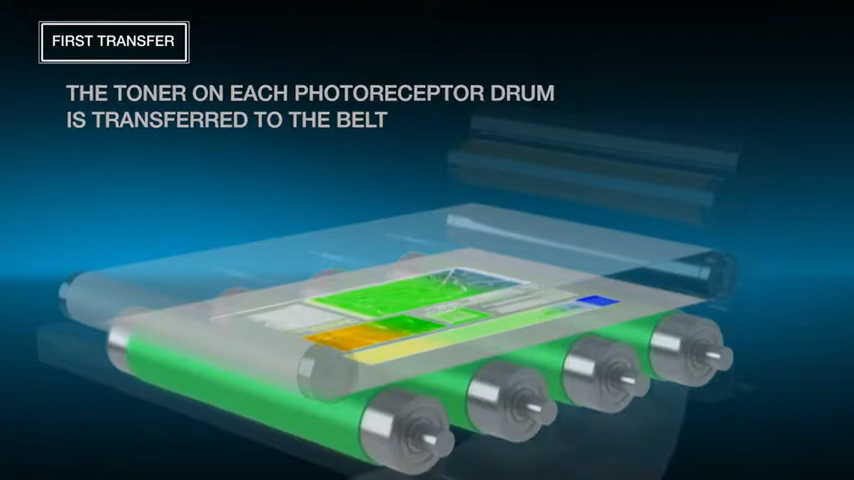 FIRST TRANSFER
THE TONER ON EACH PHOTORECEPTOR DRUM
IS TRANSFERRED TO THE BELT